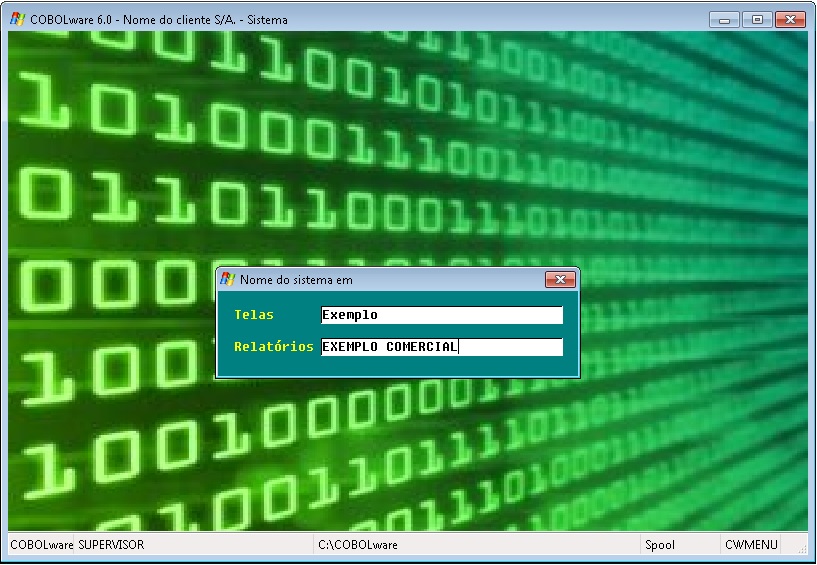 COBOLware 6.0 - Nome do cliente S/A. - Sistema
Nome do sistema em
Telas Exemplo
Relatórios EXEMPLO COMERCIAL
COBOLware SUPERVISOR C:\COBOLware Spool CWMENU